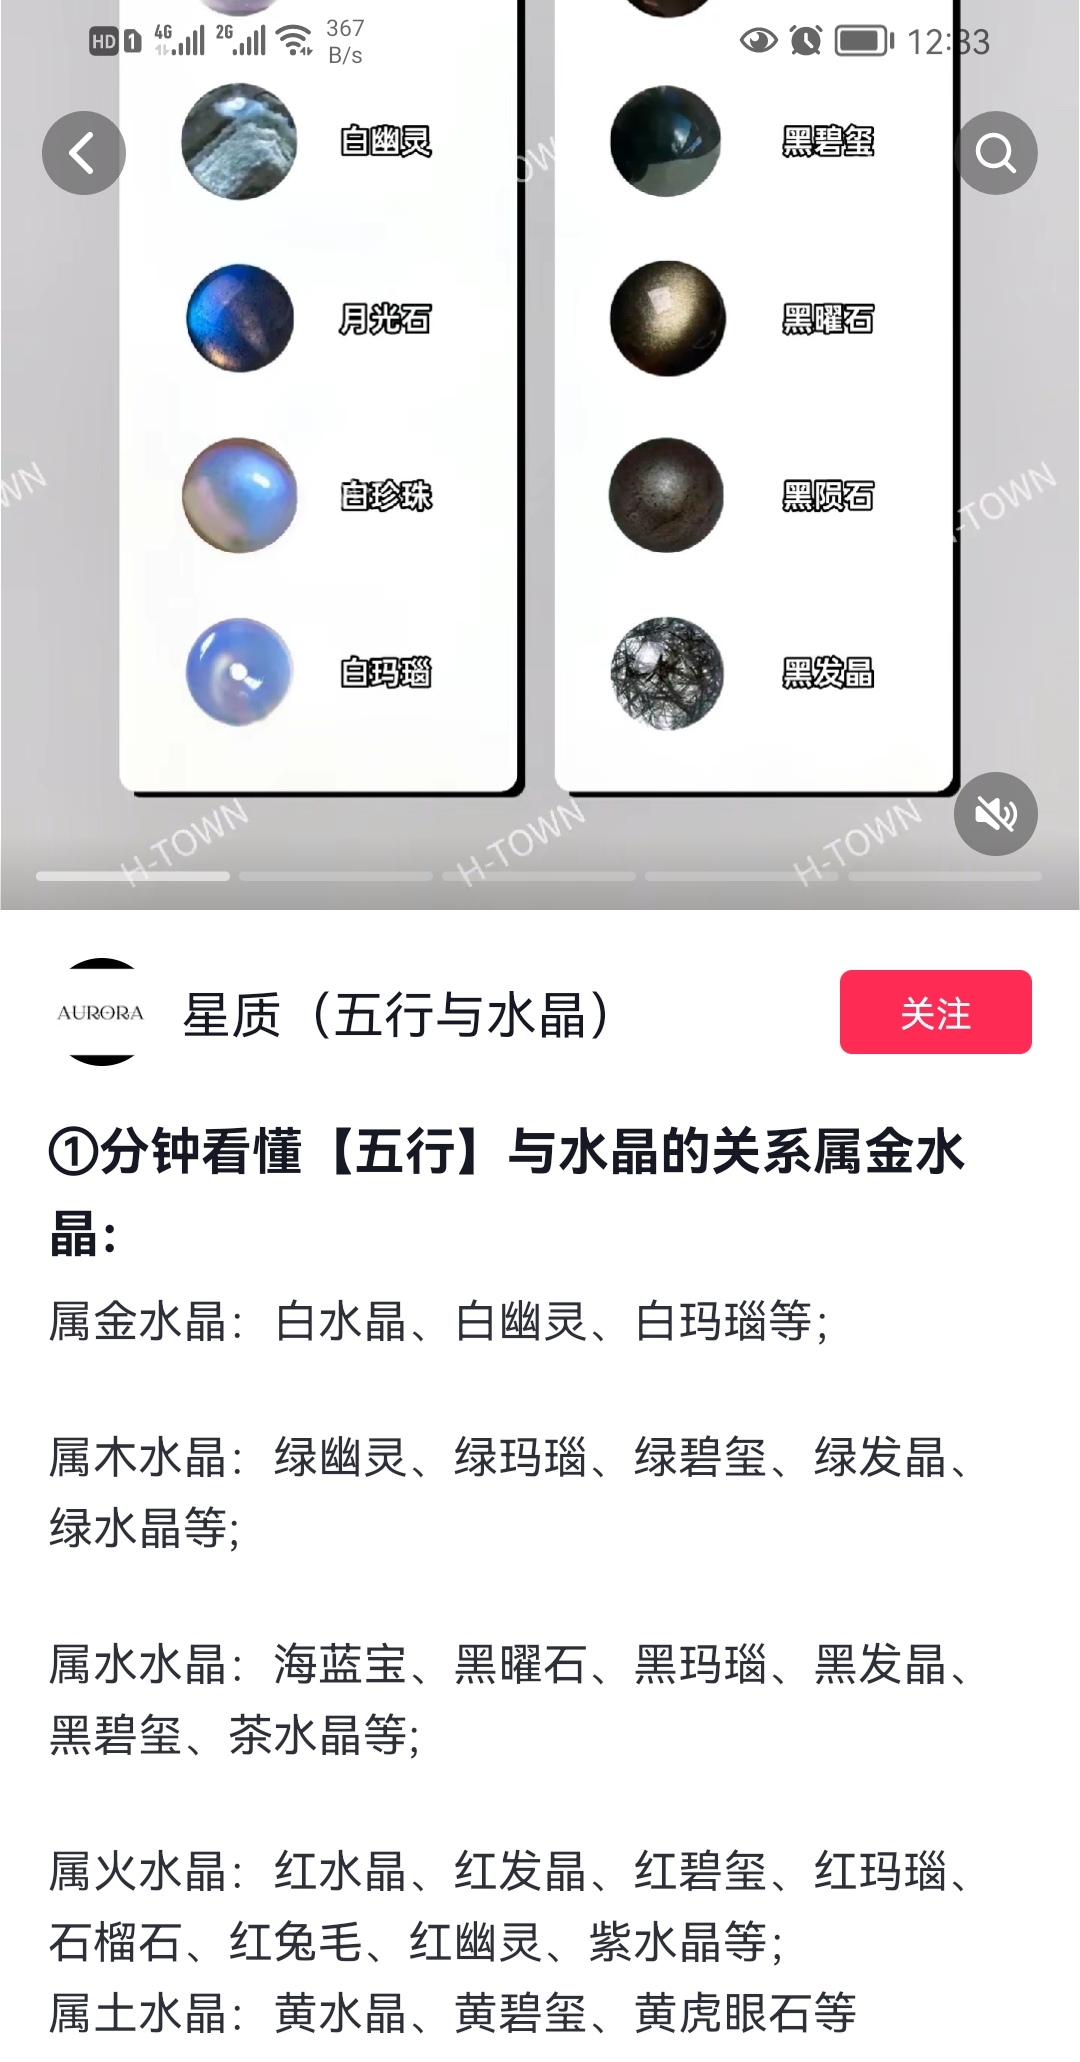 HD 1 4G 2G 367 B/s 12:33
白幽灵 黑碧玺
月光石 黑曜石
白珍珠 黑陨石
白玛瑙 黑发晶
OWN
WN
H-TOWN
H-TOWN H-TOWN H-TOWN
AURORA 星质（五行与水晶） 关注
①分钟看懂【五行】与水晶的关系属金水
晶：
属金水晶：白水晶、白幽灵、白玛瑙等;
属木水晶：绿幽灵、绿玛瑙、绿碧玺、绿发晶、
绿水晶等;
属水水晶：海蓝宝、黑曜石、黑玛瑙、黑发晶、
黑碧玺、茶水晶等;
属火水晶：红水晶、红发晶、红碧玺、红玛瑙、
石榴石、红兔毛、红幽灵、紫水晶等;
属土水晶：黄水晶、黄碧玺、黄虎眼石等